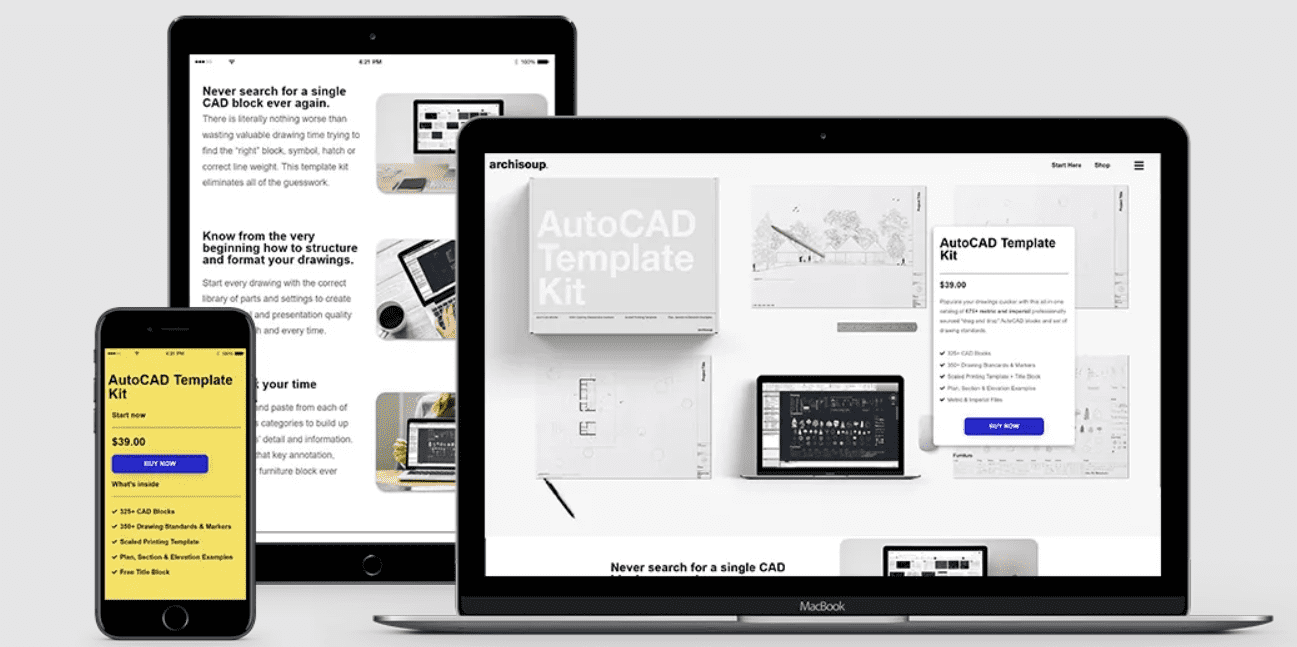 4:21 PM
100%
Never search for a single
CAD block ever again.
There is literally nothing worse than
wasting valuable drawing time trying to
find the “right” block, symbol, hatch or
correct line weight. This template kit
eliminates all of the guesswork.
Know from the very
beginning how to structure
and format your drawings.
Start every drawing with the correct
library of parts and settings to create
and presentation quality
and every time.
your time
and paste from each of
categories to build up
detail and information.
that key annotation,
furniture block ever
4:21 PM
100%
AutoCAD Template
Kit
Start now
$39.00
BUY NOW
What's inside
325+ CAD Blocks
350+ Drawing Standards & Markers
Scaled Printing Template
Plan, Section & Elevation Examples
Free Title Block
archisoup.
Start Here
Shop
AutoCAD
Template
Kit
archisoup
Project Title
Project Title
AutoCAD Template
Kit
$39.00
Populate your drawings quicker with this all-in-one
catalog of 675+ metric and imperial professionally
sourced “drag and drop” AutoCAD blocks and set of
drawing standards.
325+ CAD Blocks
350+ Drawing Standards & Markers
Scaled Printing Template + Title Block
Plan, Section & Elevation Examples
Metric & Imperial Files
BUY NOW
Project Title
Furniture
Never search for a single CAD
MacBook